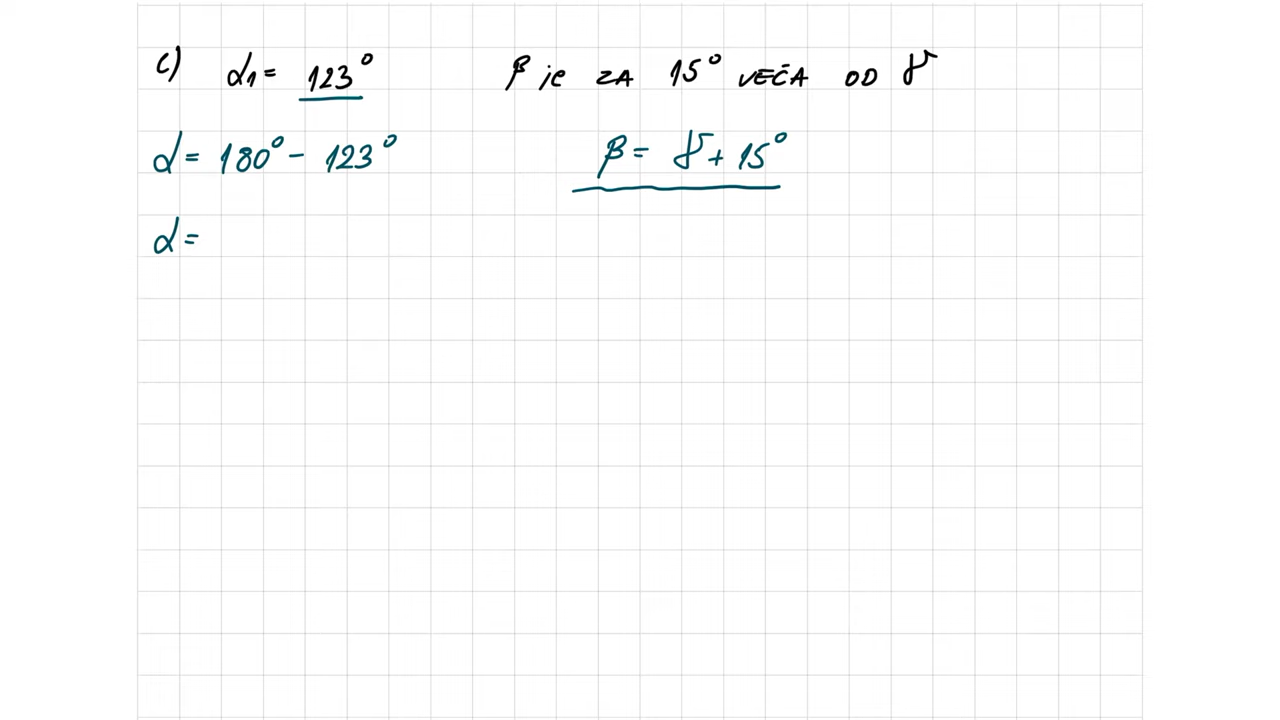 c) α₁ = 123° β je ZA 15° VEĆA OD γ
α = 180° - 123° β = γ + 15°
α =